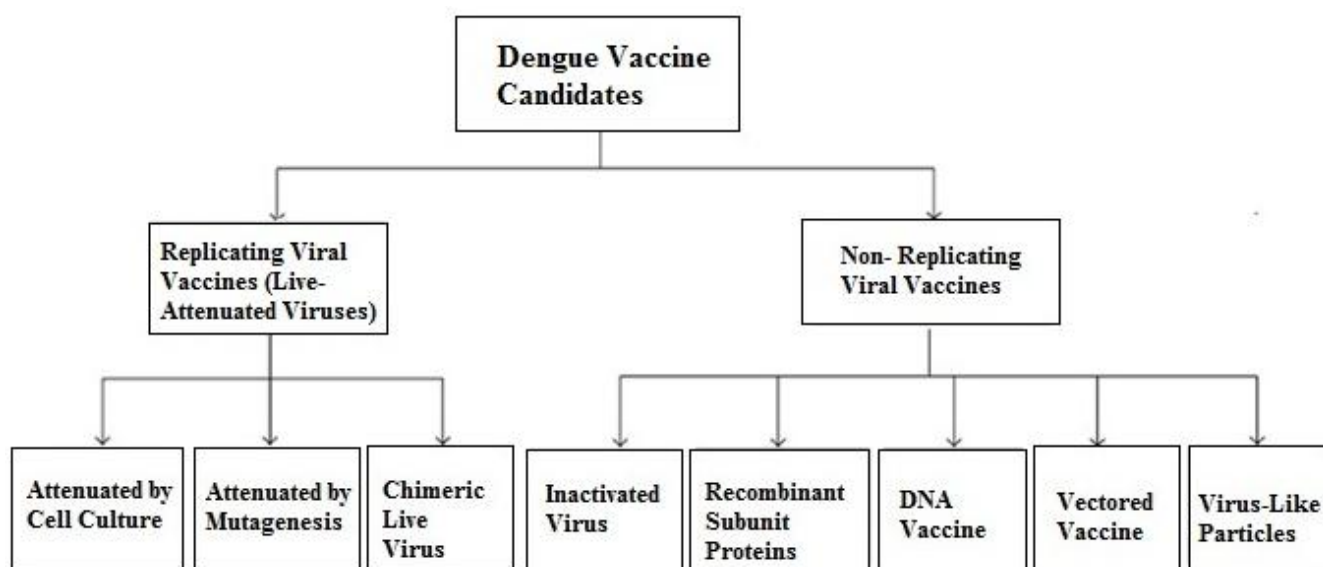 Dengue Vaccine
Candidates
Replicating Viral
Vaccines (Live-
Attenuated Viruses)
Non- Replicating
Viral Vaccines
Attenuated by
Cell Culture
Attenuated by
Mutagenesis
Chimeric
Live
Virus
Inactivated
Virus
Recombinant
Subunit
Proteins
DNA
Vaccine
Vectored
Vaccine
Virus-Like
Particles